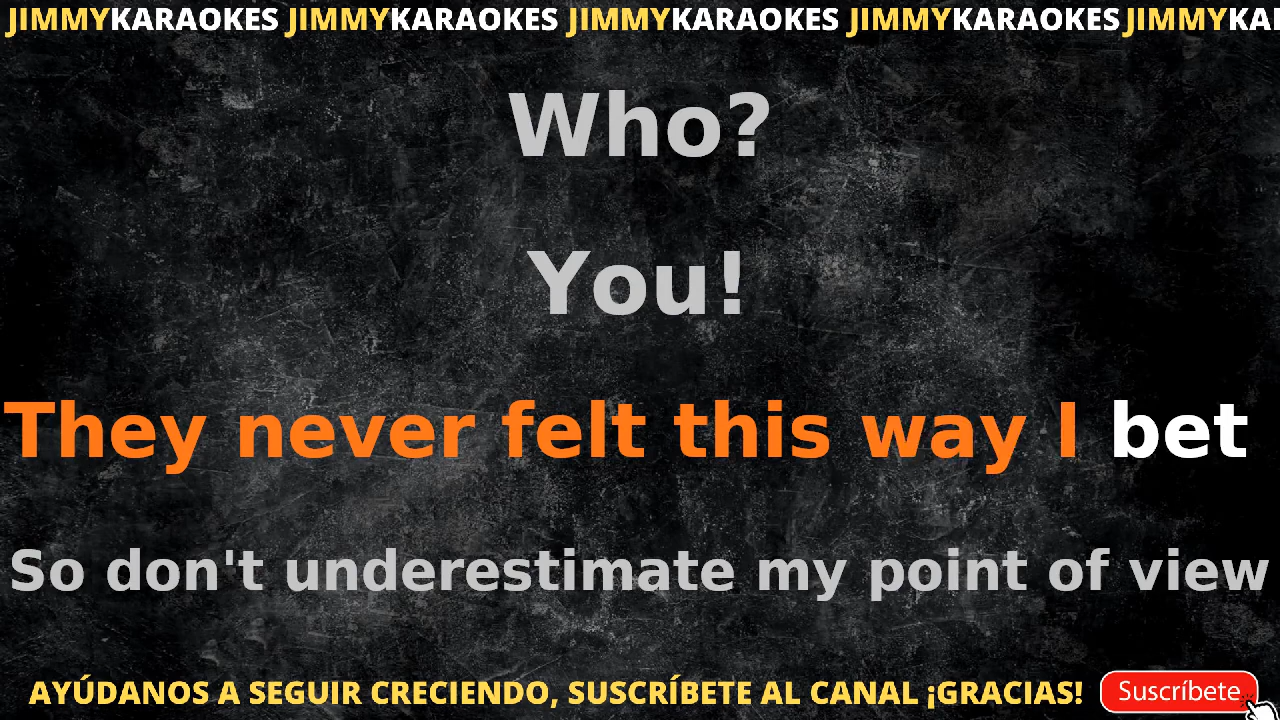 JIMMYKARAOKES JIMMYKARAOKES JIMMYKARAOKES JIMMYKARAOKES JIMMYKA
Who?
You!
They never felt this way I bet
So don't underestimate my point of view
AYÚDANOS A SEGUIR CRECIENDO, SUSCRÍBETE AL CANAL ¡GRACIAS! Suscríbete